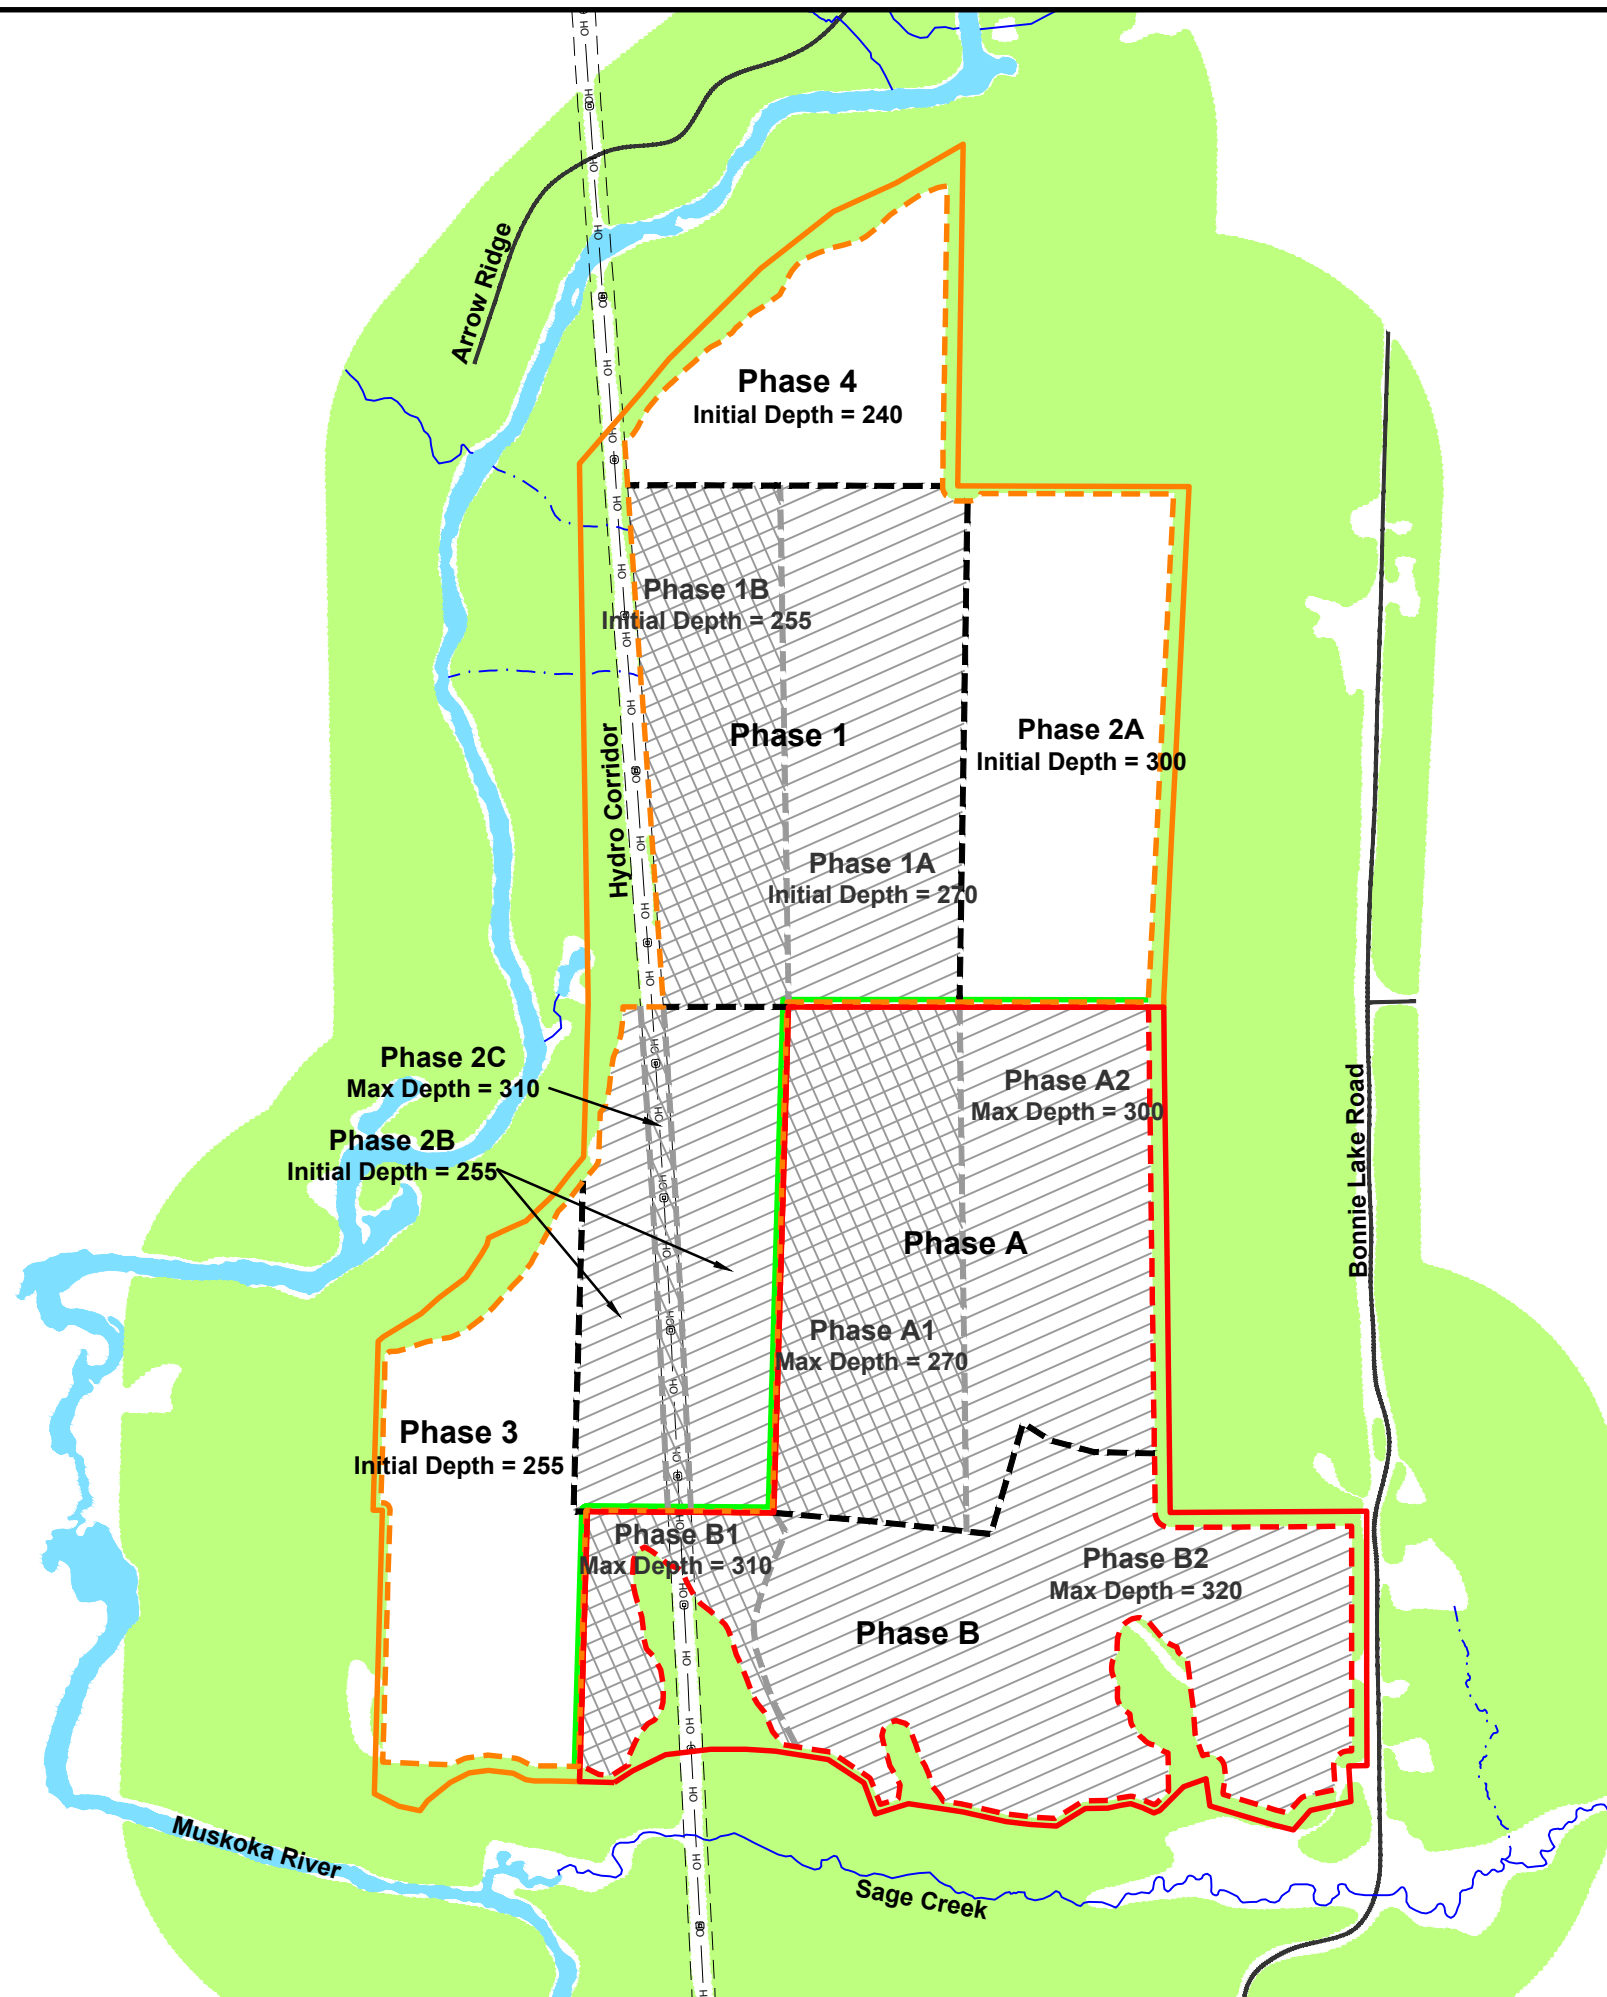 Arrow Ridge
Phase 4
Initial Depth = 240
Phase 1B
Initial Depth = 255
Phase 1
Phase 2A
Initial Depth = 300
Hydro Corridor
Phase 1A
Initial Depth = 270
Phase 2C
Max Depth = 310
Phase 2B
Initial Depth = 255
Phase A2
Max Depth = 300
Bonnie Lake Road
Phase A
Phase A1
Max Depth = 270
Phase 3
Initial Depth = 255
Phase B1
Max Depth = 310
Phase B2
Max Depth = 320
Phase B
Muskoka River
Sage Creek